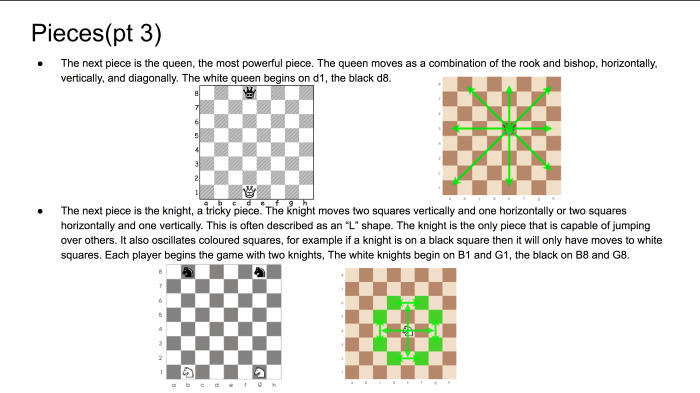 Pieces(pt 3)
● The next piece is the queen, the most powerful piece. The queen moves as a combination of the rook and bishop, horizontally,
vertically, and diagonally. The white queen begins on d1, the black d8.
8
7
6
5
4
3
2
1
a b c d e f g h
● The next piece is the knight, a tricky piece. The knight moves two squares vertically and one horizontally or two squares
horizontally and one vertically. This is often described as an “L” shape. The knight is the only piece that is capable of jumping
over others. It also oscillates coloured squares, for example if a knight is on a black square then it will only have moves to white
squares. Each player begins the game with two knights, The white knights begin on B1 and G1, the black on B8 and G8.
8
7
6
5
4
3
2
1
a b c d e f g h